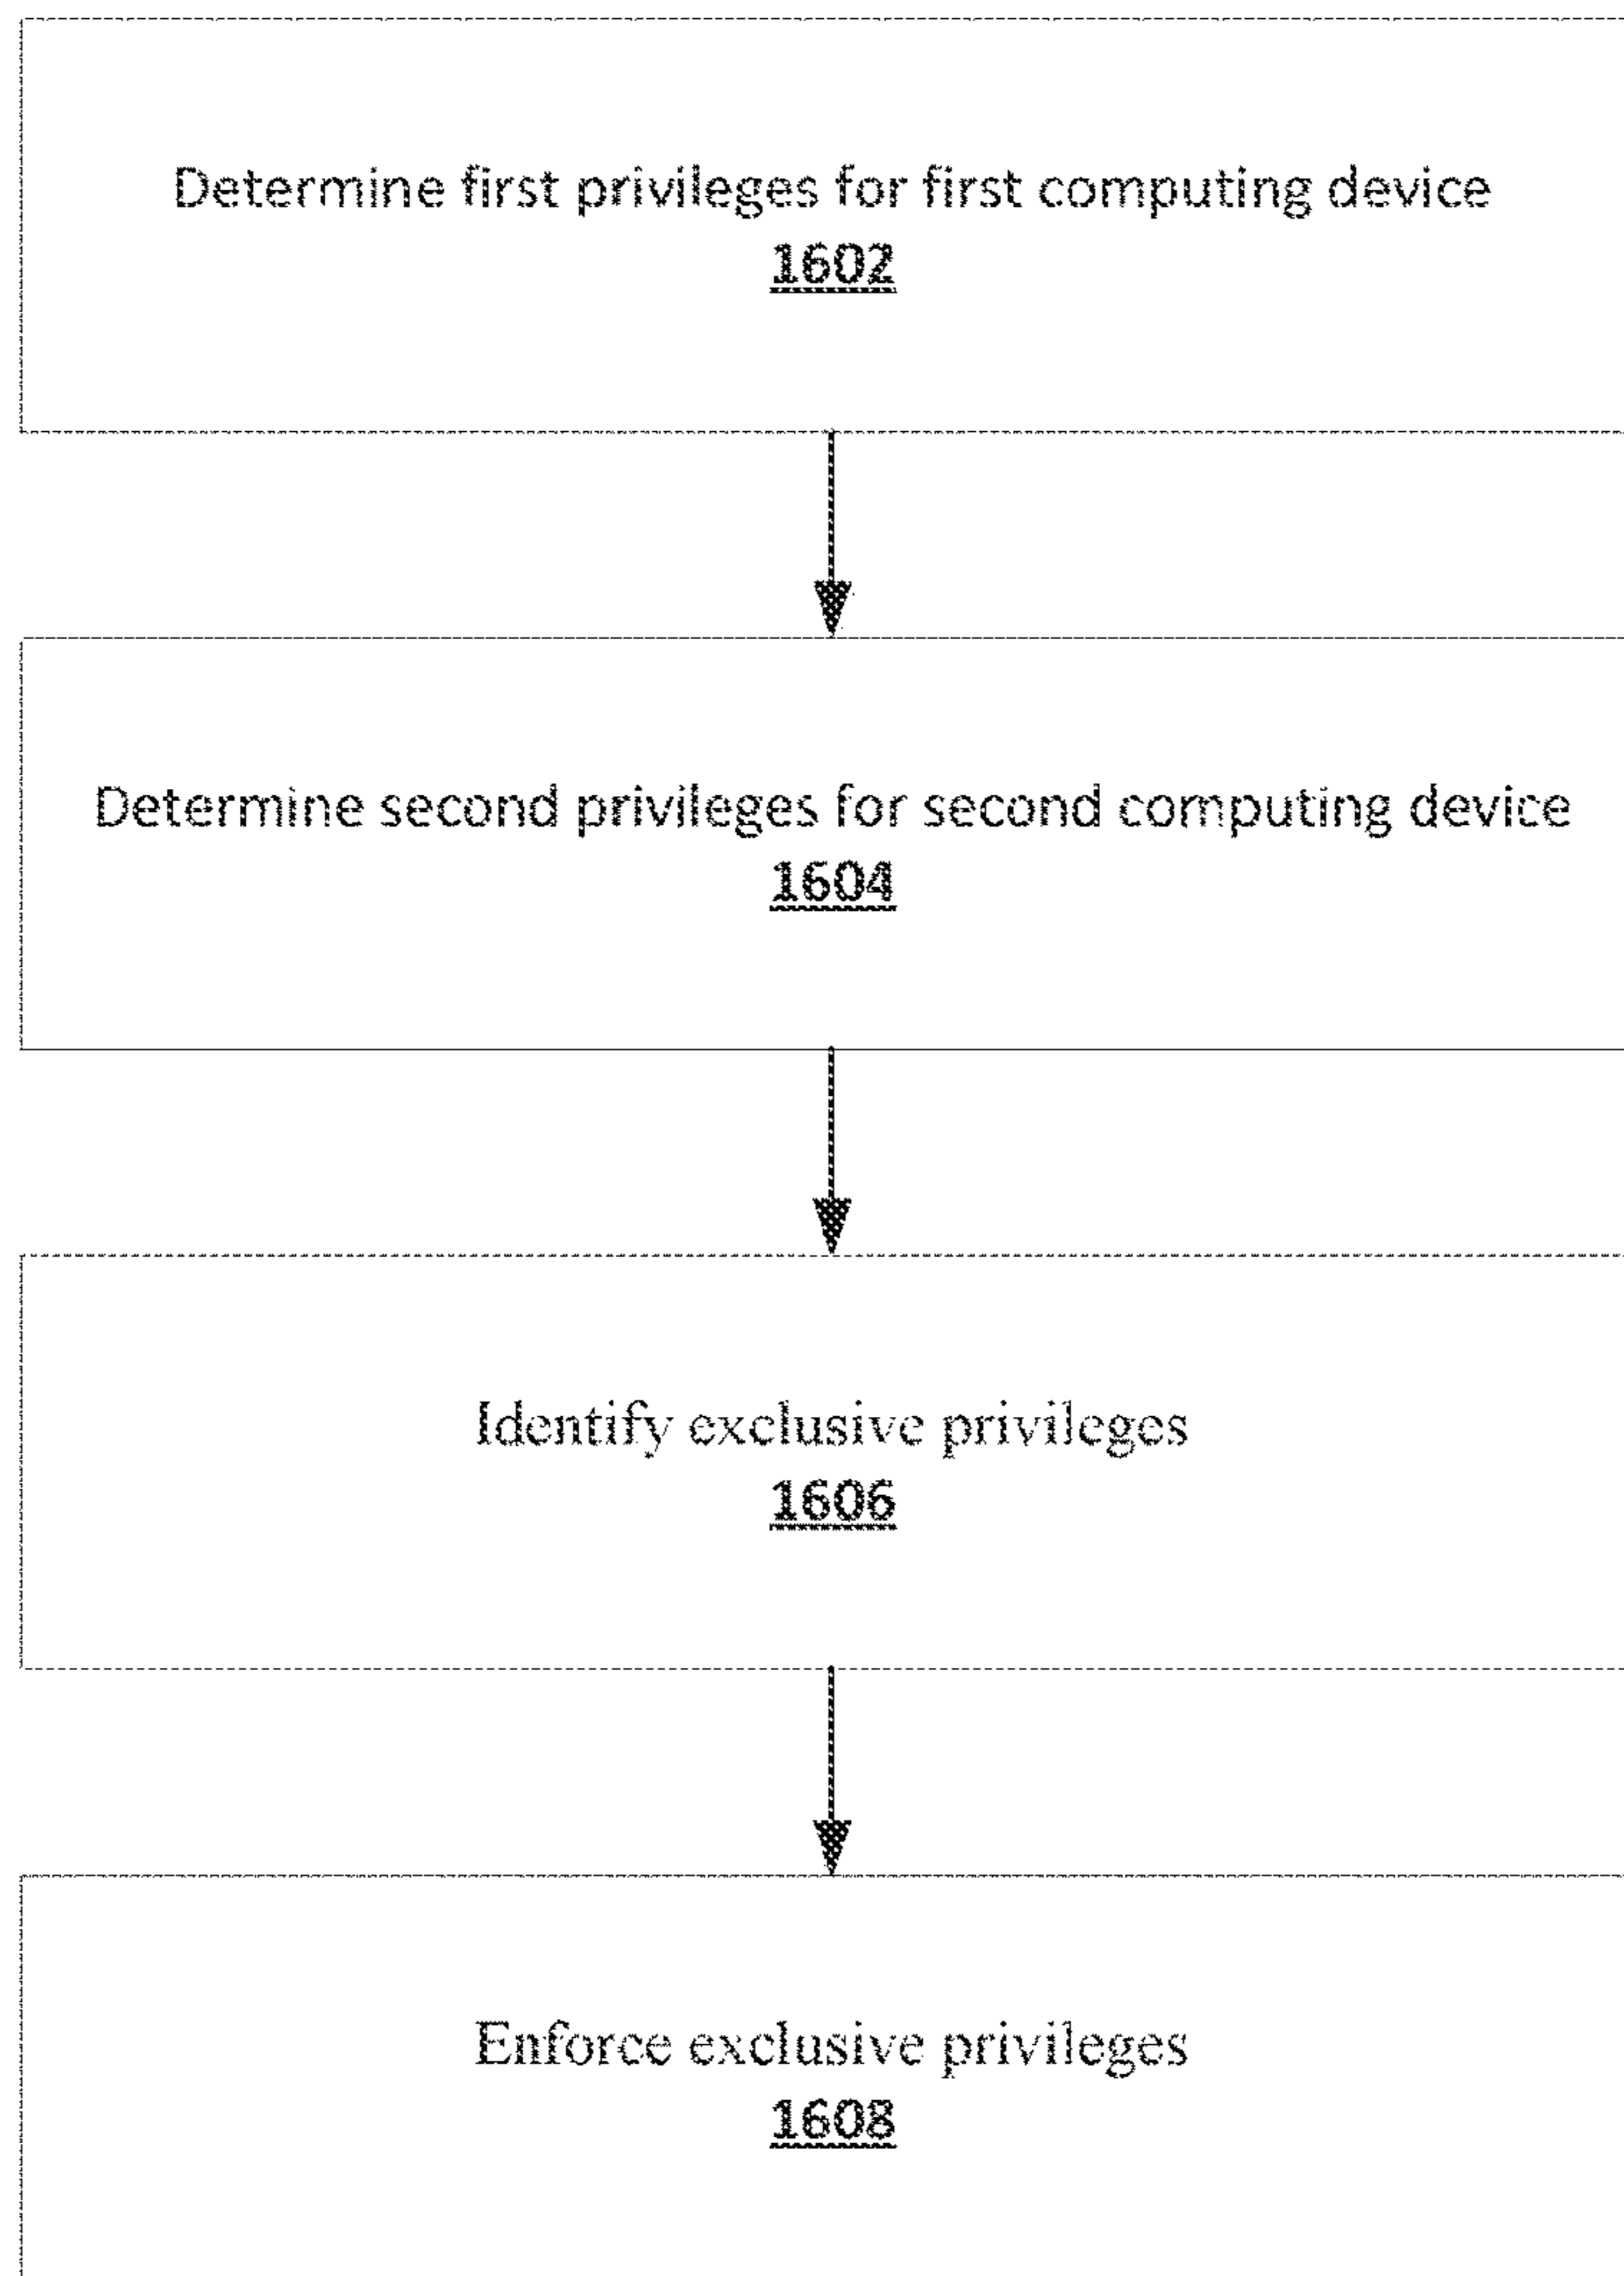 Determine first privileges for first computing device
1602
Determine second privileges for second computing device
1604
Identify exclusive privileges
1606
Enforce exclusive privileges
1608